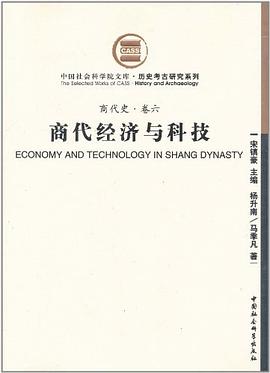 CASS
中国社会科学院文库·历史考古研究系列
The Selected Works of CASS · History and Archaeology
商代史·卷六
商代经济与科技
ECONOMY AND TECHNOLOGY IN SHANG DYNASTY
宋镇豪 主编 杨升南/马季凡 著
中国社会科学出版社